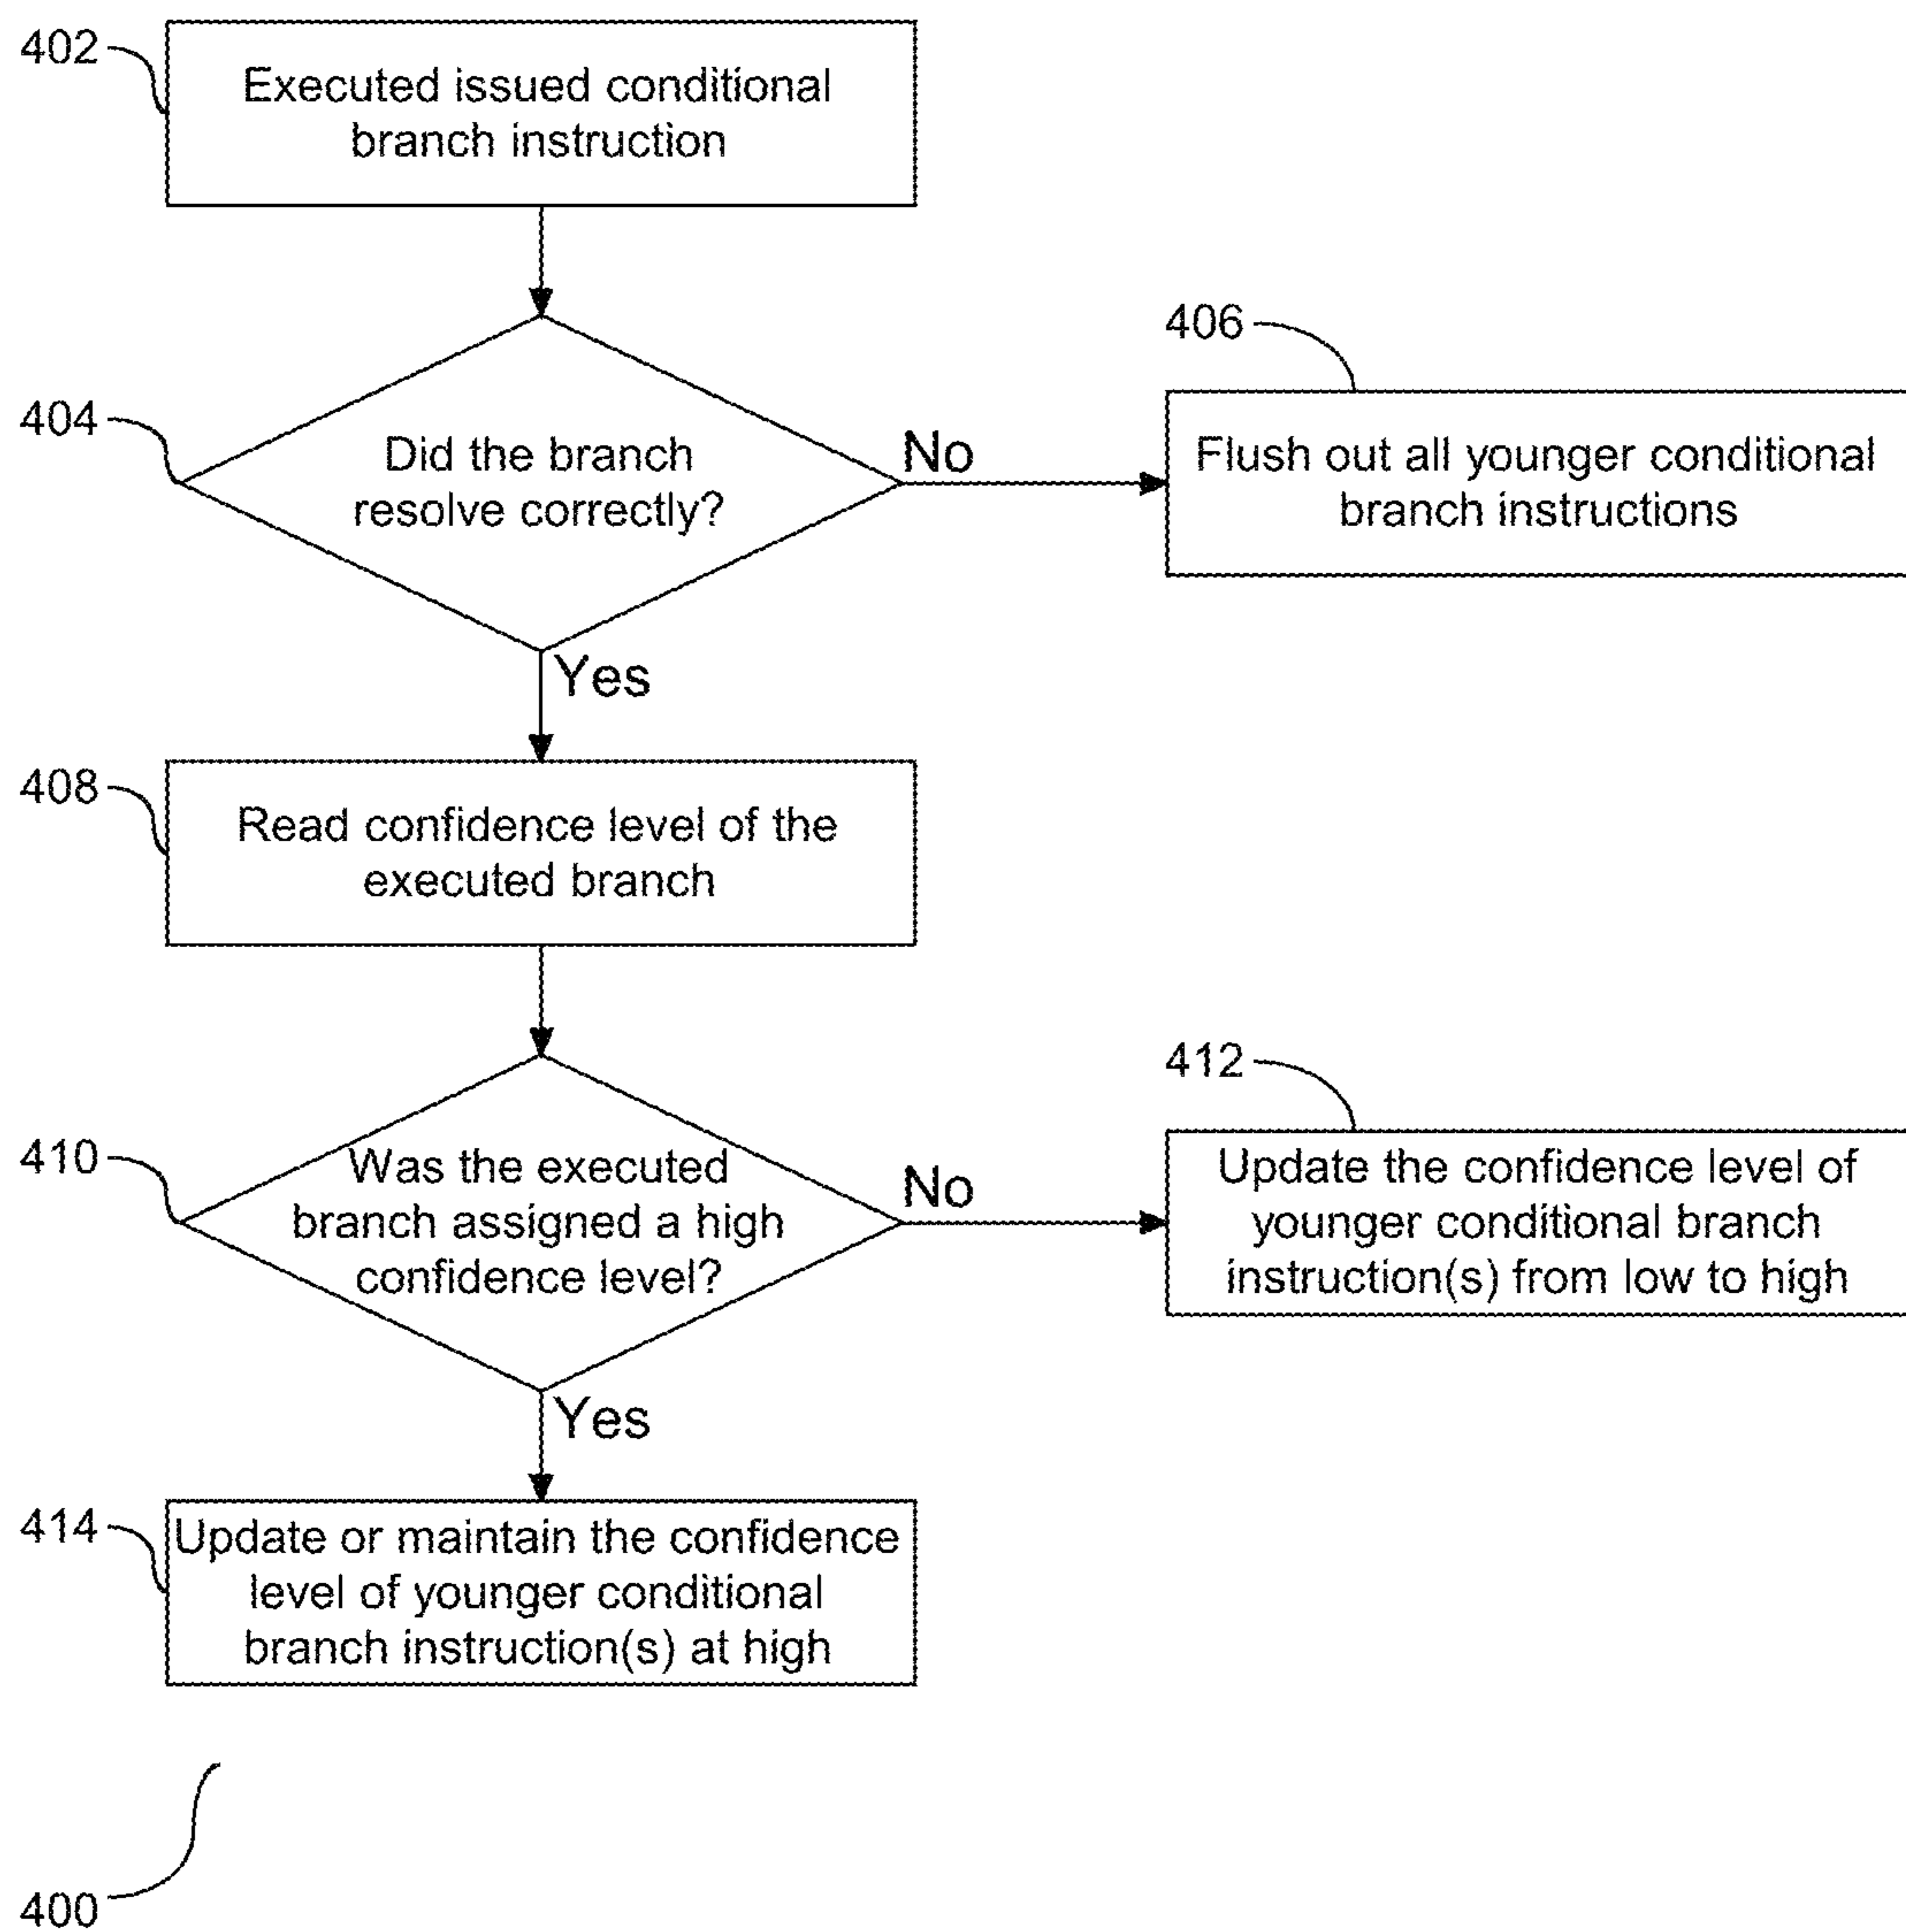 402
Executed issued conditional
branch instruction
404
Did the branch
resolve correctly?
No
406
Flush out all younger conditional
branch instructions
Yes
408
Read confidence level of the
executed branch
410
Was the executed
branch assigned a high
confidence level?
No
412
Update the confidence level of
younger conditional branch
instruction(s) from low to high
Yes
414
Update or maintain the confidence
level of younger conditional
branch instruction(s) at high
400